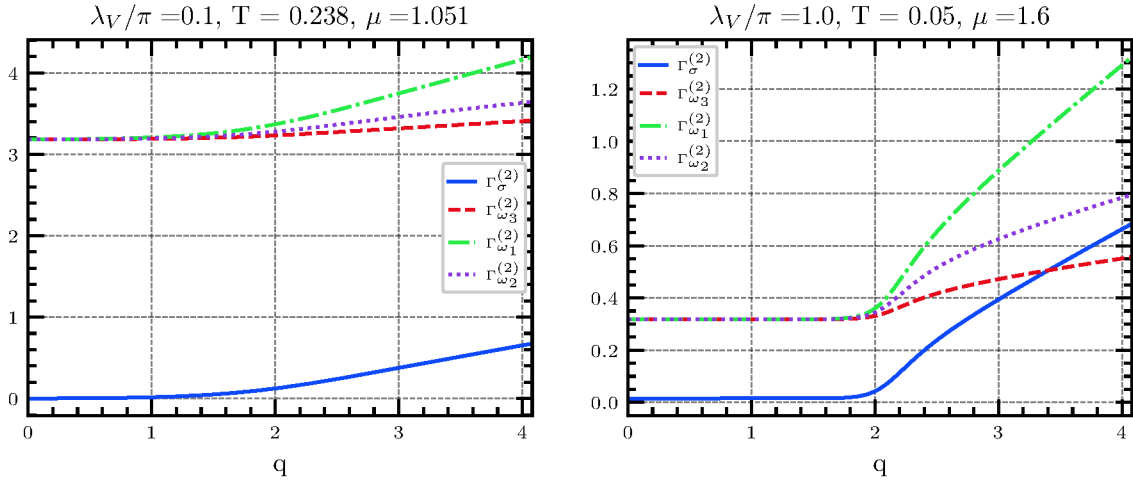 λ_V/π =0.1, T = 0.238, μ =1.051
4
3
2
1
0
Γ_σ^(2)
Γ_ω₃^(2)
Γ_ω₁^(2)
Γ_ω₂^(2)
0 1 2 3 4
q
λ_V/π =1.0, T = 0.05, μ =1.6
Γ_σ^(2)
Γ_ω₃^(2)
Γ_ω₁^(2)
Γ_ω₂^(2)
1.2
1.0
0.8
0.6
0.4
0.2
0.0
0 1 2 3 4
q